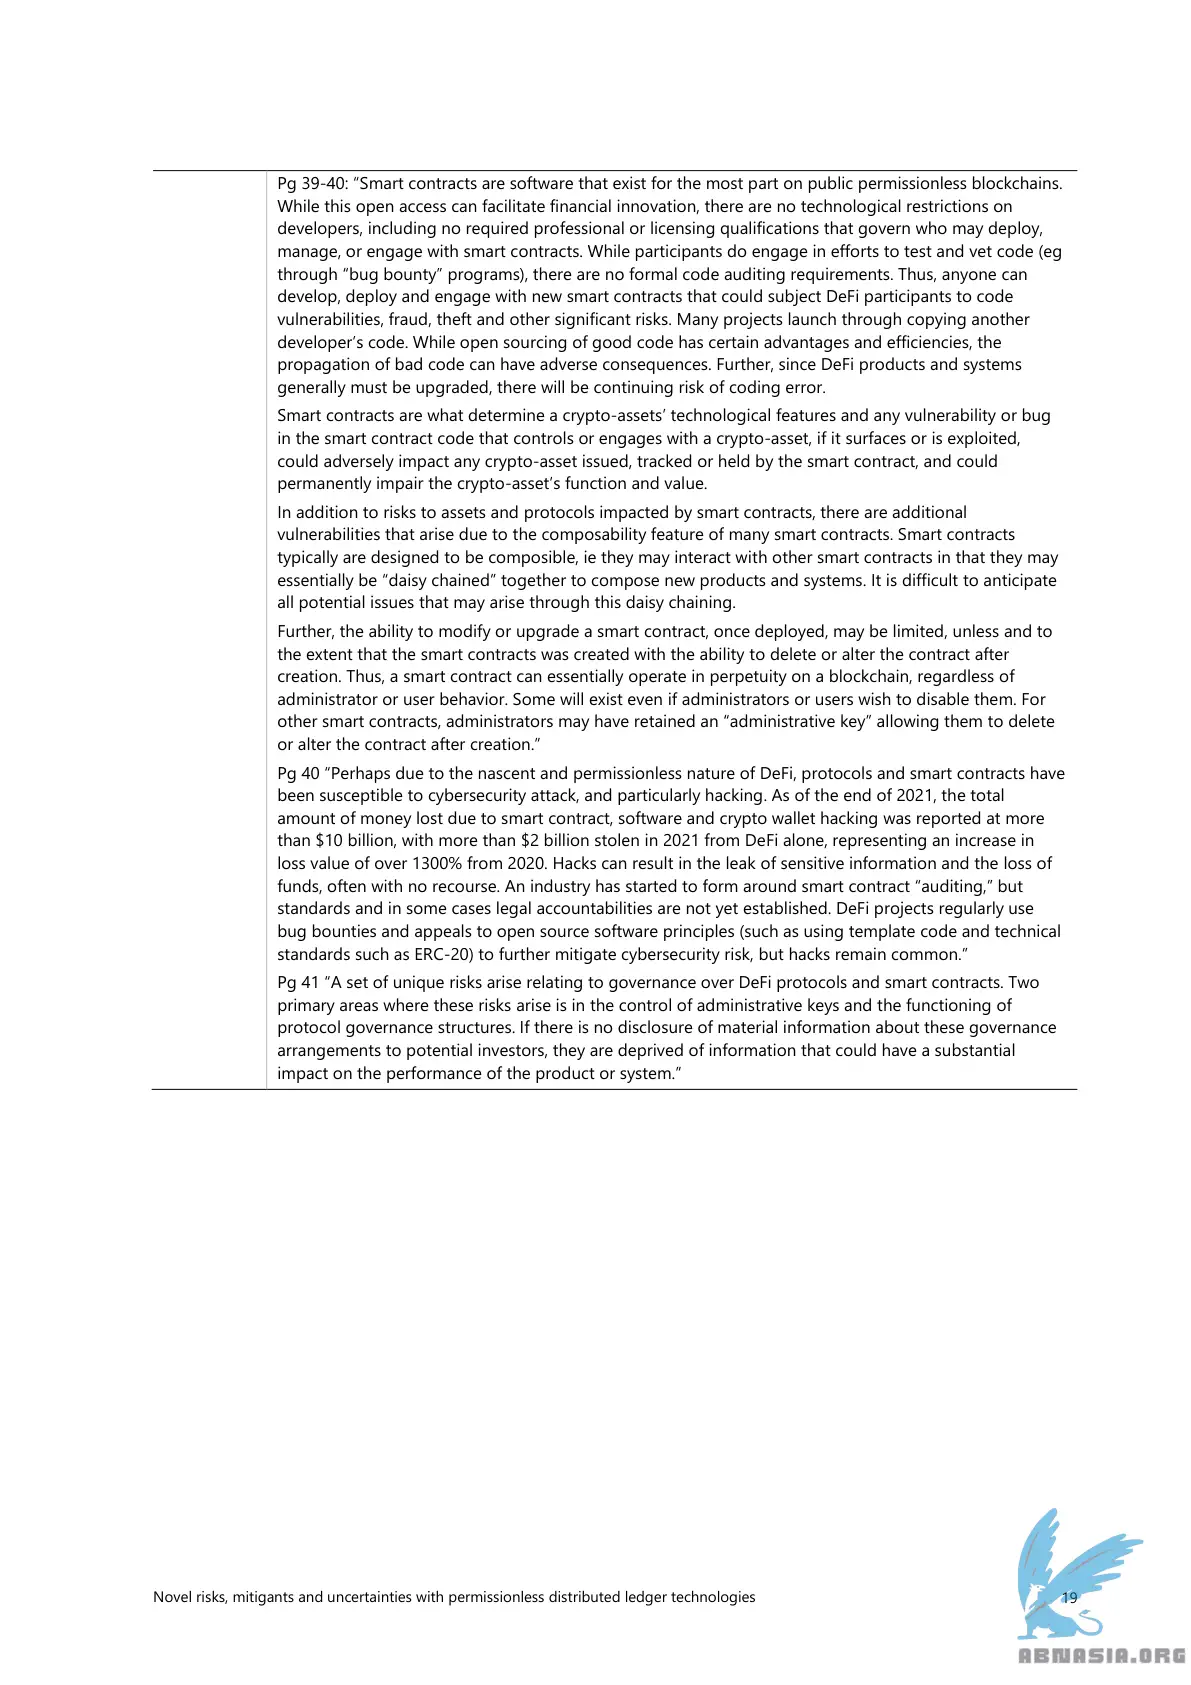 Pg 39-40: “Smart contracts are software that exist for the most part on public permissionless blockchains.
While this open access can facilitate financial innovation, there are no technological restrictions on
developers, including no required professional or licensing qualifications that govern who may deploy,
manage, or engage with smart contracts. While participants do engage in efforts to test and vet code (eg
through “bug bounty” programs), there are no formal code auditing requirements. Thus, anyone can
develop, deploy and engage with new smart contracts that could subject DeFi participants to code
vulnerabilities, fraud, theft and other significant risks. Many projects launch through copying another
developer’s code. While open sourcing of good code has certain advantages and efficiencies, the
propagation of bad code can have adverse consequences. Further, since DeFi products and systems
generally must be upgraded, there will be continuing risk of coding error.
Smart contracts are what determine a crypto-assets’ technological features and any vulnerability or bug
in the smart contract code that controls or engages with a crypto-asset, if it surfaces or is exploited,
could adversely impact any crypto-asset issued, tracked or held by the smart contract, and could
permanently impair the crypto-asset’s function and value.
In addition to risks to assets and protocols impacted by smart contracts, there are additional
vulnerabilities that arise due to the composability feature of many smart contracts. Smart contracts
typically are designed to be composible, ie they may interact with other smart contracts in that they may
essentially be “daisy chained” together to compose new products and systems. It is difficult to anticipate
all potential issues that may arise through this daisy chaining.
Further, the ability to modify or upgrade a smart contract, once deployed, may be limited, unless and to
the extent that the smart contracts was created with the ability to delete or alter the contract after
creation. Thus, a smart contract can essentially operate in perpetuity on a blockchain, regardless of
administrator or user behavior. Some will exist even if administrators or users wish to disable them. For
other smart contracts, administrators may have retained an “administrative key” allowing them to delete
or alter the contract after creation.”
Pg 40 “Perhaps due to the nascent and permissionless nature of DeFi, protocols and smart contracts have
been susceptible to cybersecurity attack, and particularly hacking. As of the end of 2021, the total
amount of money lost due to smart contract, software and crypto wallet hacking was reported at more
than $10 billion, with more than $2 billion stolen in 2021 from DeFi alone, representing an increase in
loss value of over 1300% from 2020. Hacks can result in the leak of sensitive information and the loss of
funds, often with no recourse. An industry has started to form around smart contract “auditing,” but
standards and in some cases legal accountabilities are not yet established. DeFi projects regularly use
bug bounties and appeals to open source software principles (such as using template code and technical
standards such as ERC-20) to further mitigate cybersecurity risk, but hacks remain common.”
Pg 41 “A set of unique risks arise relating to governance over DeFi protocols and smart contracts. Two
primary areas where these risks arise is in the control of administrative keys and the functioning of
protocol governance structures. If there is no disclosure of material information about these governance
arrangements to potential investors, they are deprived of information that could have a substantial
impact on the performance of the product or system.”
Novel risks, mitigants and uncertainties with permissionless distributed ledger technologies 19
ABNASIA.ORG